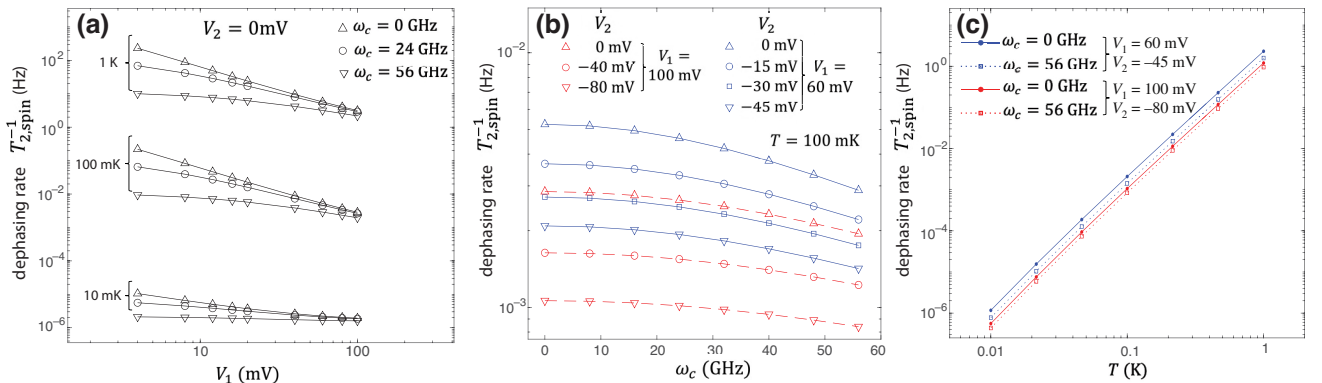 (a)
V₂ = 0mV
ω_c = 0 GHz
ω_c = 24 GHz
ω_c = 56 GHz
1 K
100 mK
10 mK
dephasing rate T⁻¹₂,spin (Hz)
10²
10⁰
10⁻²
10⁻⁴
10⁻⁶
10
100
V₁ (mV)
(b)
V₂
0 mV
−40 mV
−80 mV
V₁ =
100 mV
V₂
0 mV
−15 mV
−30 mV
−45 mV
V₁ =
60 mV
T = 100 mK
dephasing rate T⁻¹₂,spin (Hz)
10⁻²
10⁻³
0
10
20
30
40
50
60
ω_c (GHz)
(c)
ω_c = 0 GHz
ω_c = 56 GHz
V₁ = 60 mV
V₂ = −45 mV
ω_c = 0 GHz
ω_c = 56 GHz
V₁ = 100 mV
V₂ = −80 mV
dephasing rate T⁻¹₂,spin (Hz)
10²
10⁰
10⁻²
10⁻⁴
10⁻⁶
0.01
0.1
1
T (K)